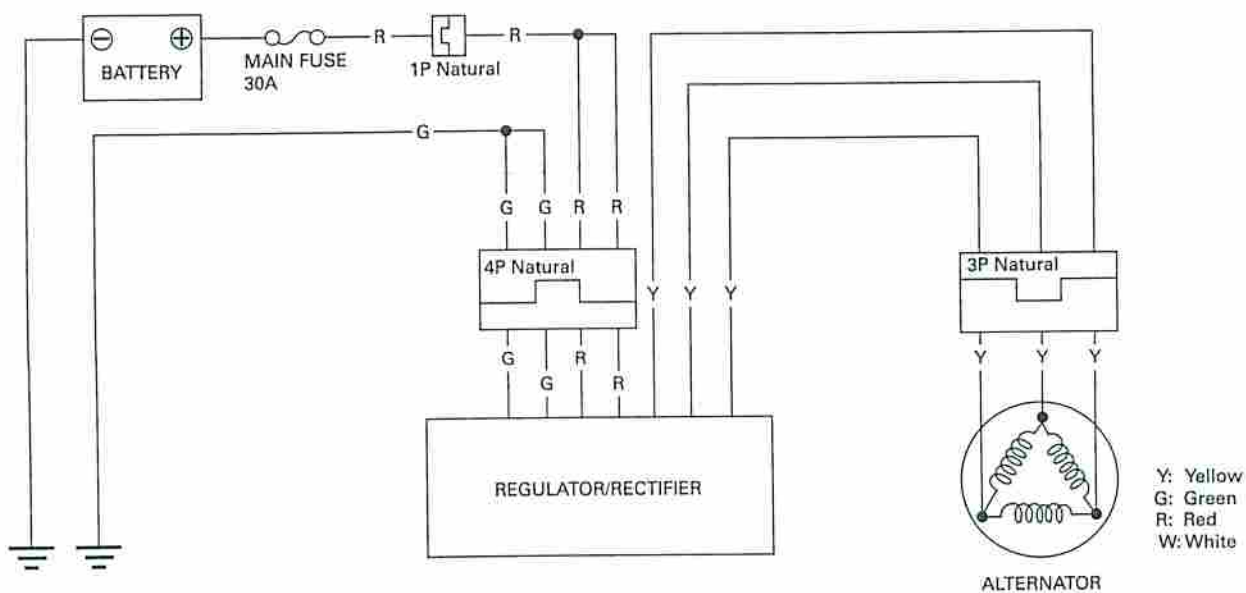 ⊖ ⊕
BATTERY
MAIN FUSE
30A
R
1P Natural
R
G
G G R R
4P Natural
G G R R
Y Y Y
3P Natural
Y Y Y
REGULATOR/RECTIFIER
ALTERNATOR
Y: Yellow
G: Green
R: Red
W: White